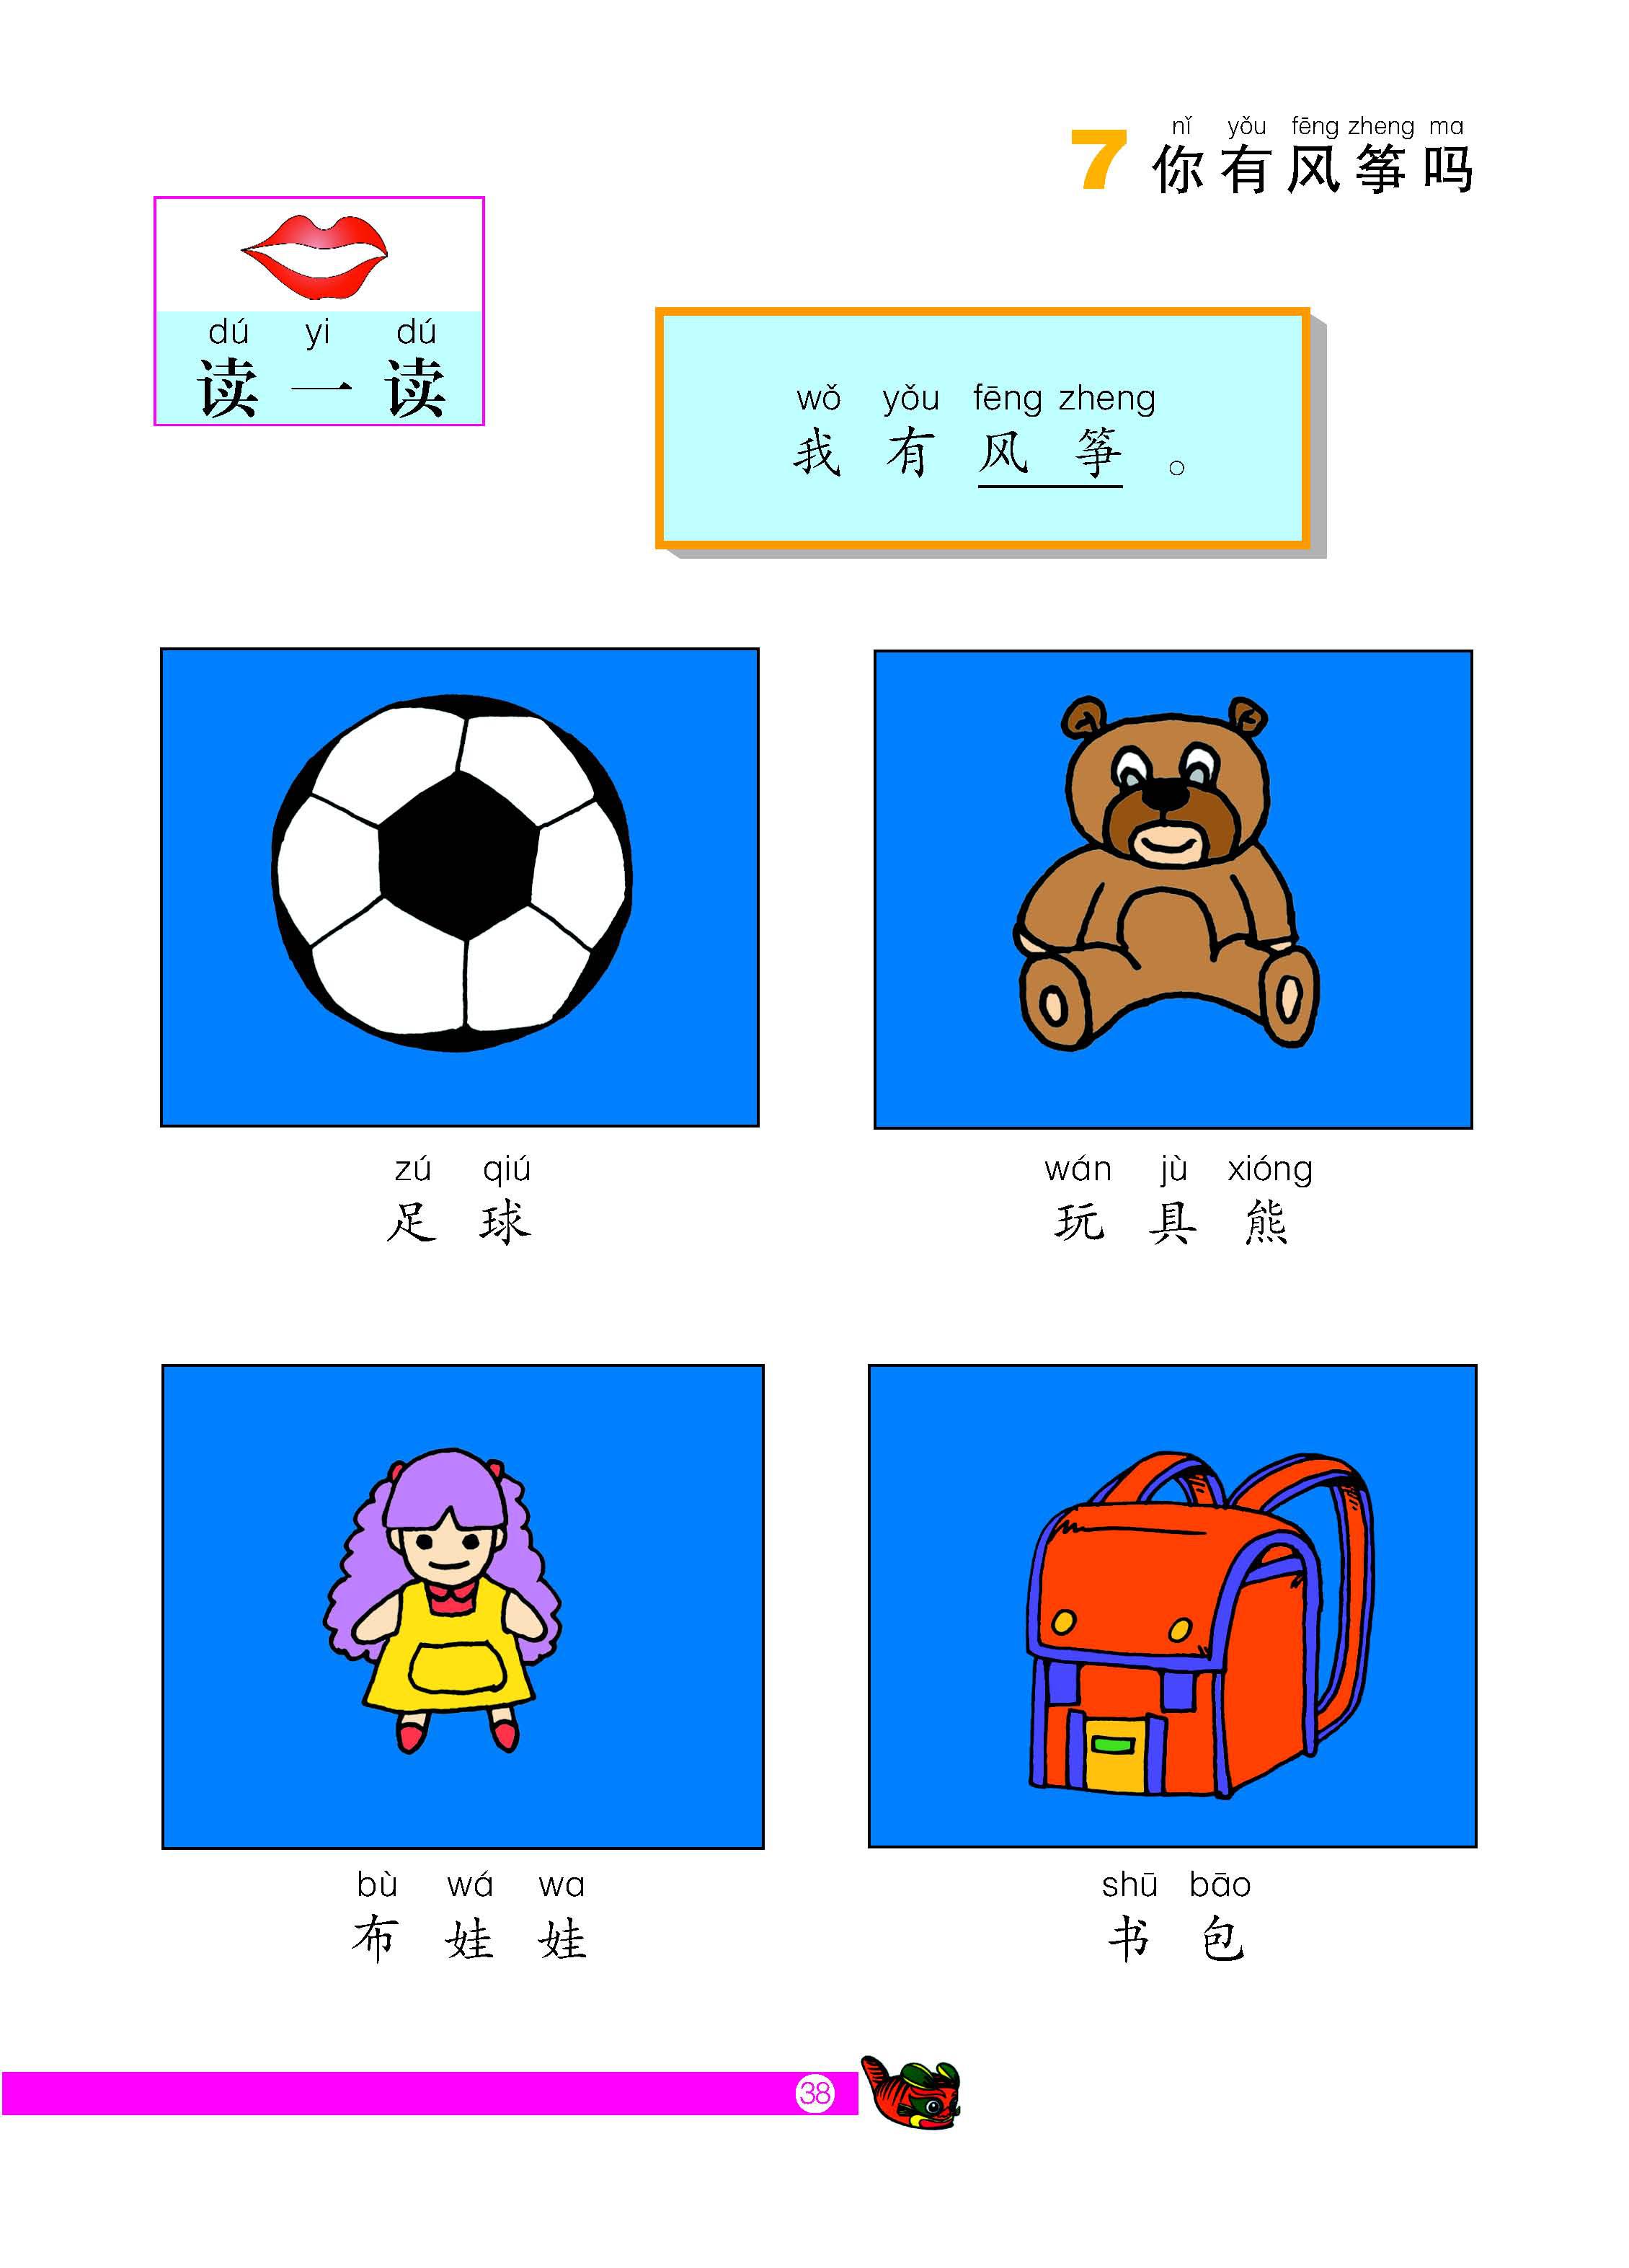 nǐ yǒu fēng zheng ma
7 你有风筝吗
dú yi dú
读一读
wǒ yǒu fēng zheng
我有风筝。
zú qiú
足球
wán jù xióng
玩具熊
bù wá wa
布娃娃
shū bāo
书包
38